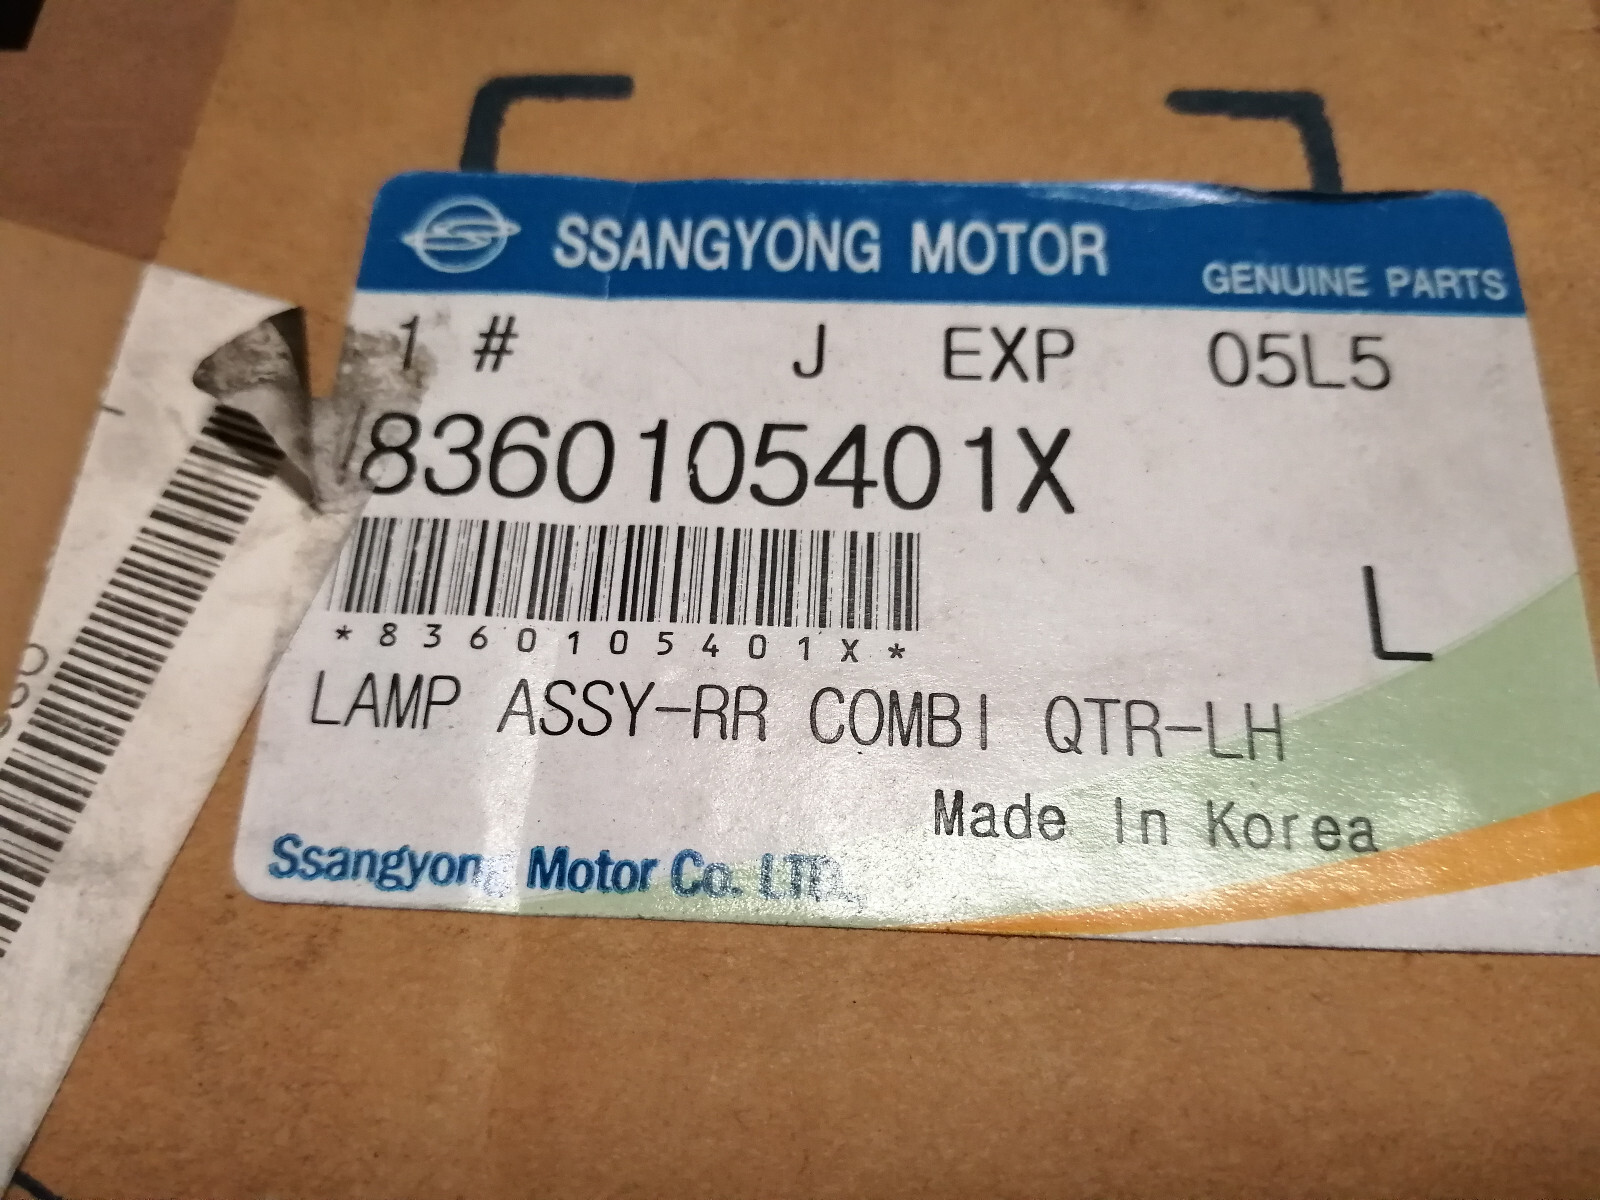 SSANGYONG MOTOR GENUINE PARTS
1 # J EXP 05L5
8360105401X
*8360105401X*
L
LAMP ASSY-RR COMBI QTR-LH
Made In Korea
Ssangyong Motor Co. LTD.,